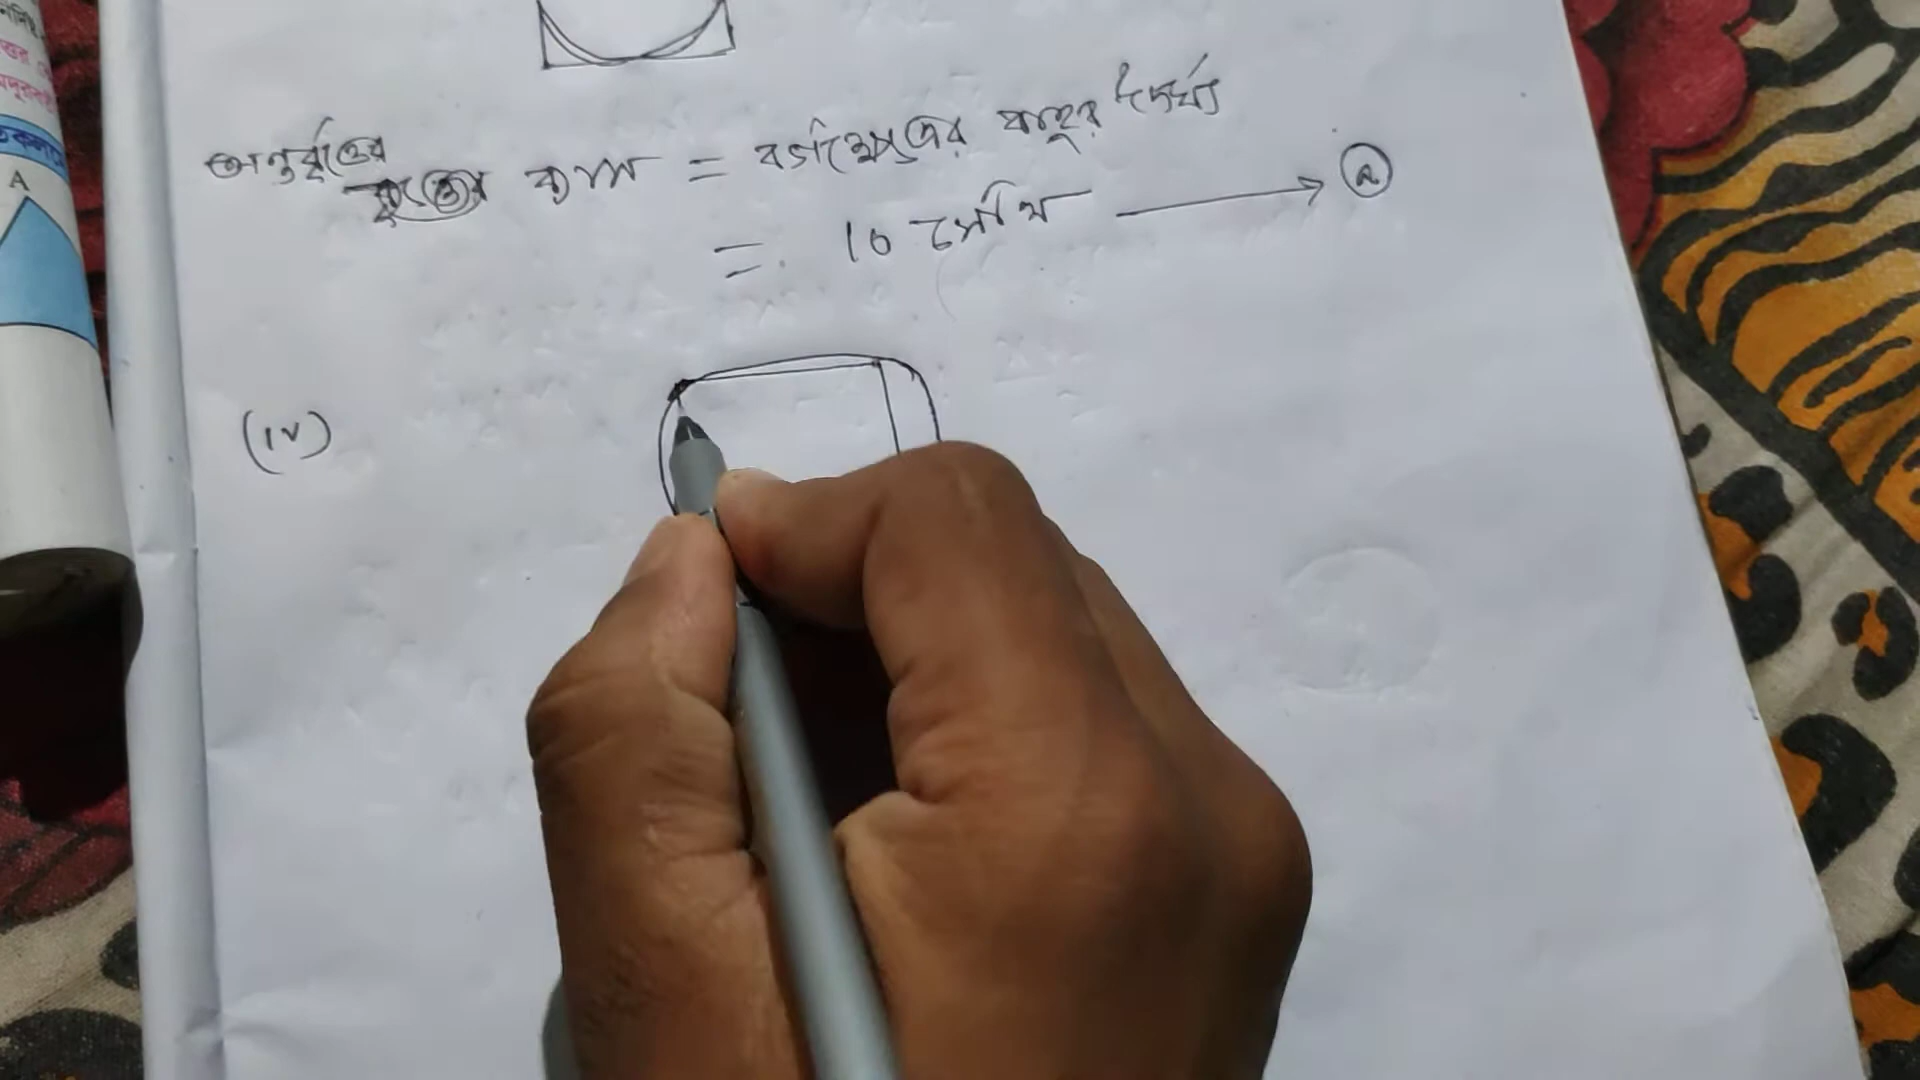 অন্তর্বৃত্তের ব্যাস = বর্গক্ষেত্রের বাহুর দৈর্ঘ্য
= 10 সেমি → a
(iv)
A